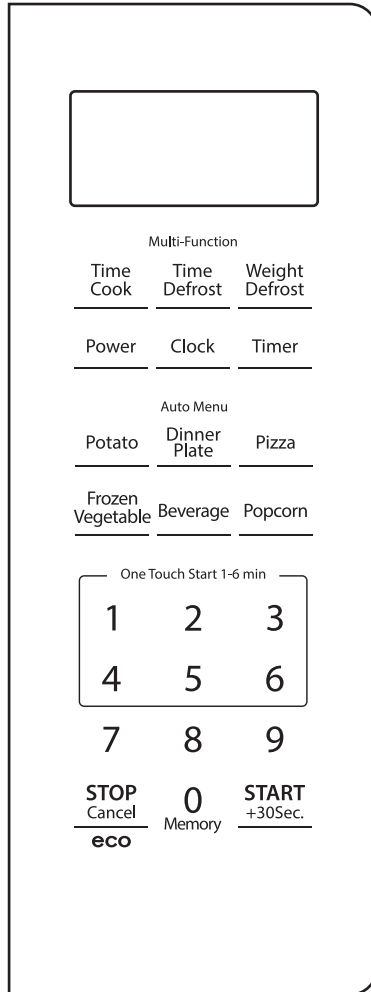 Multi-Function
Time Cook
Time Defrost
Weight Defrost
Power
Clock
Timer
Auto Menu
Potato
Dinner Plate
Pizza
Frozen Vegetable
Beverage
Popcorn
One Touch Start 1-6 min
1 2 3
4 5 6
7 8 9
STOP
Cancel
eco
0
Memory
START
+30Sec.